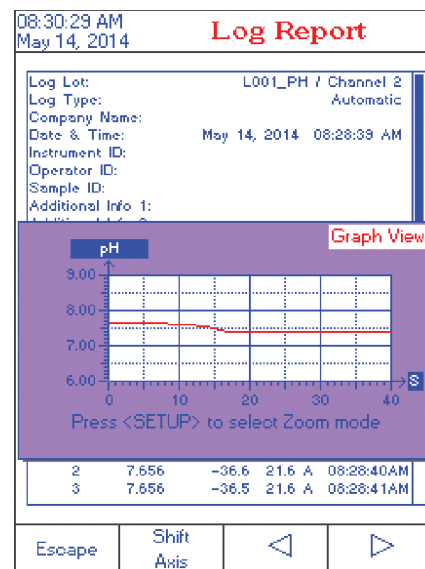 08:30:29 AM
May 14, 2014
Log Report
Log Lot: L001_PH / Channel 2
Log Type: Automatic
Company Name:
Date & Time: May 14, 2014 08:28:39 AM
Instrument ID:
Operator ID:
Sample ID:
Additional Info 1:
Graph View
pH
9.00
8.00
7.00
6.00
0 10 20 30 40 S
Press <SETUP> to select Zoom mode
2 7.656 -36.6 21.6 A 08:28:40AM
3 7.656 -36.5 21.6 A 08:28:41AM
Escape
Shift
Axis